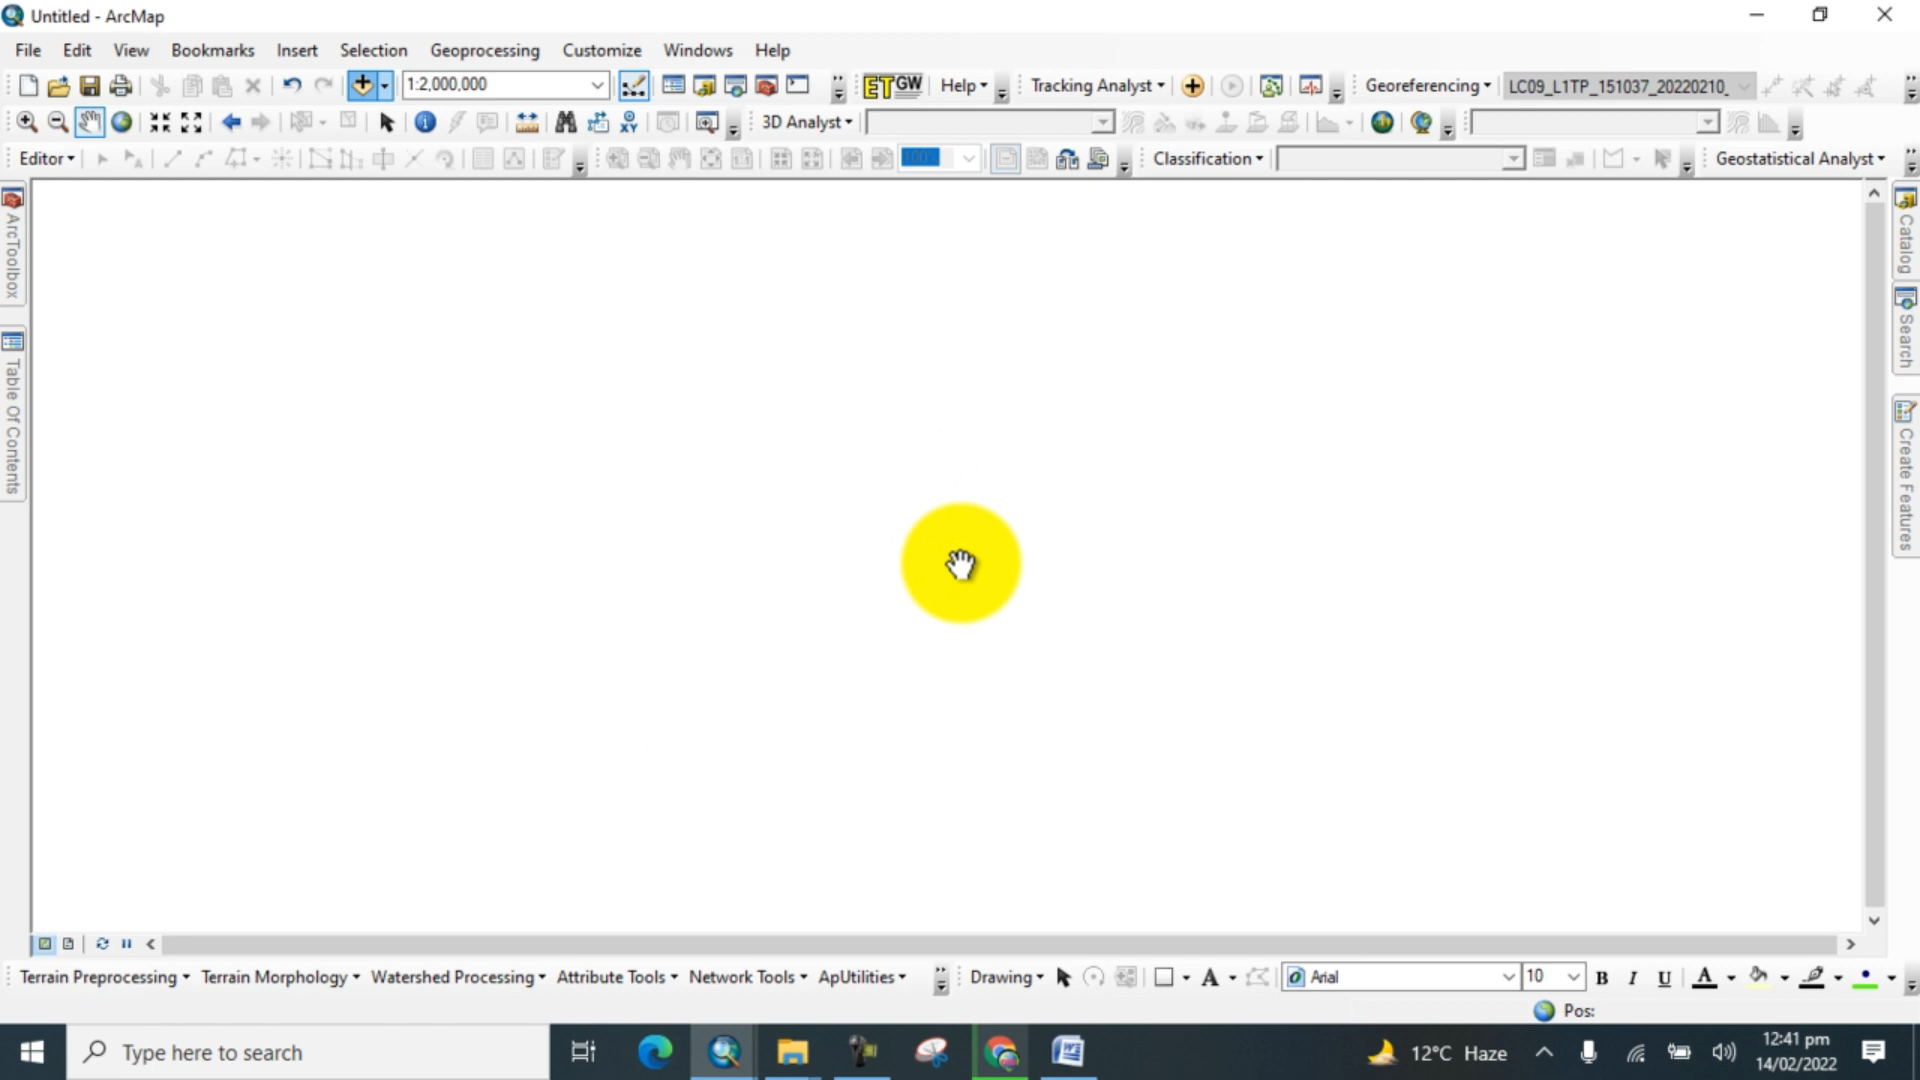 Untitled - ArcMap
File Edit View Bookmarks Insert Selection Geoprocessing Customize Windows Help
1:2,000,000 ET GW Help Tracking Analyst Georeferencing LC09_L1TP_151037_20220210_
3D Analyst
Editor 100% Classification Geostatistical Analyst
ArcToolbox
Table Of Contents
Catalog
Search
Create Features
Terrain Preprocessing Terrain Morphology Watershed Processing Attribute Tools Network Tools ApUtilities Drawing A Arial 10 B I U A
Pos:
Type here to search 12°C Haze 12:41 pm
14/02/2022